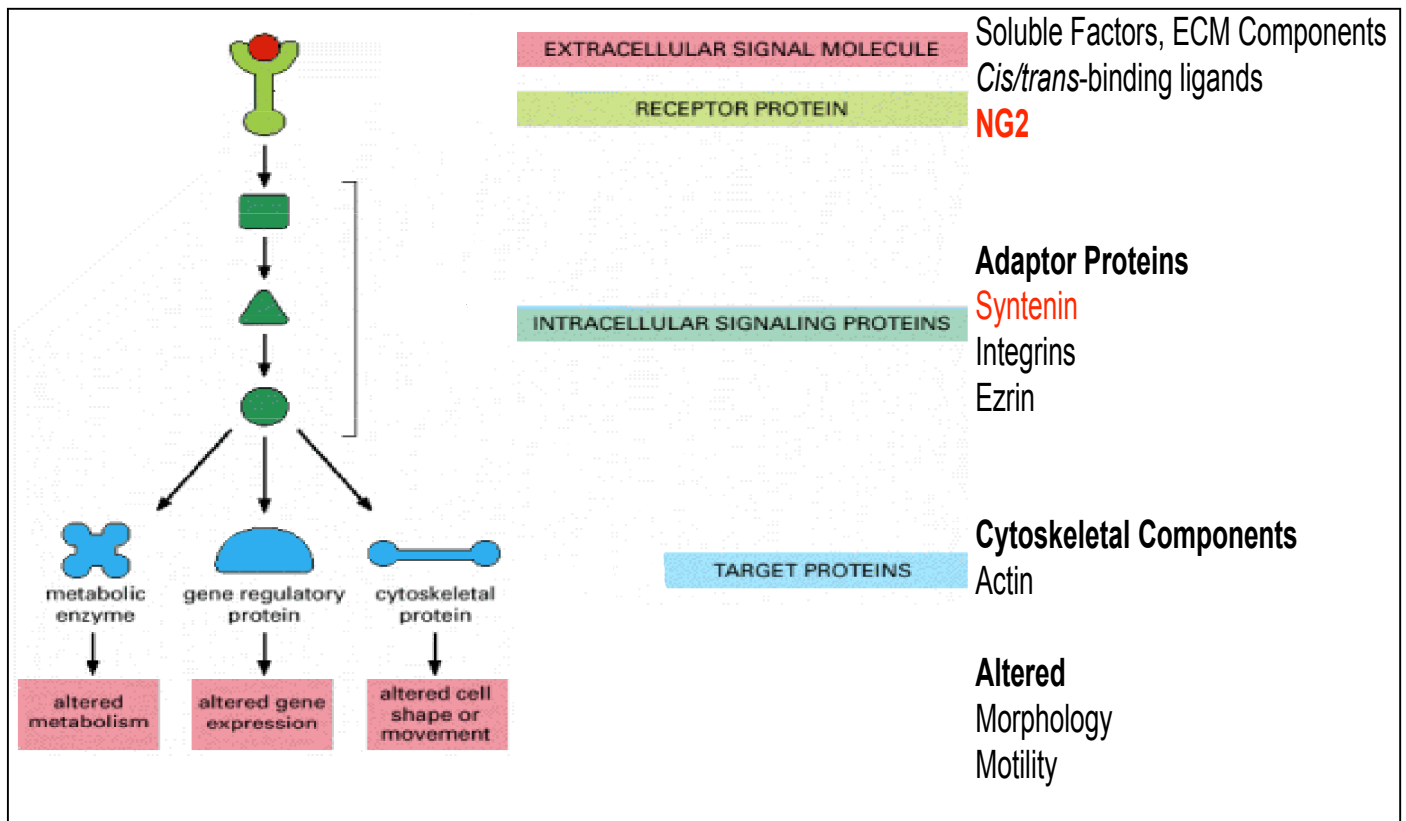 EXTRACELLULAR SIGNAL MOLECULE
Soluble Factors, ECM Components
Cis/trans-binding ligands
RECEPTOR PROTEIN
NG2
Adaptor Proteins
INTRACELLULAR SIGNALING PROTEINS
Syntenin
Integrins
Ezrin
Cytoskeletal Components
TARGET PROTEINS
Actin
metabolic
enzyme
gene regulatory
protein
cytoskeletal
protein
altered
metabolism
altered gene
expression
altered cell
shape or
movement
Altered
Morphology
Motility